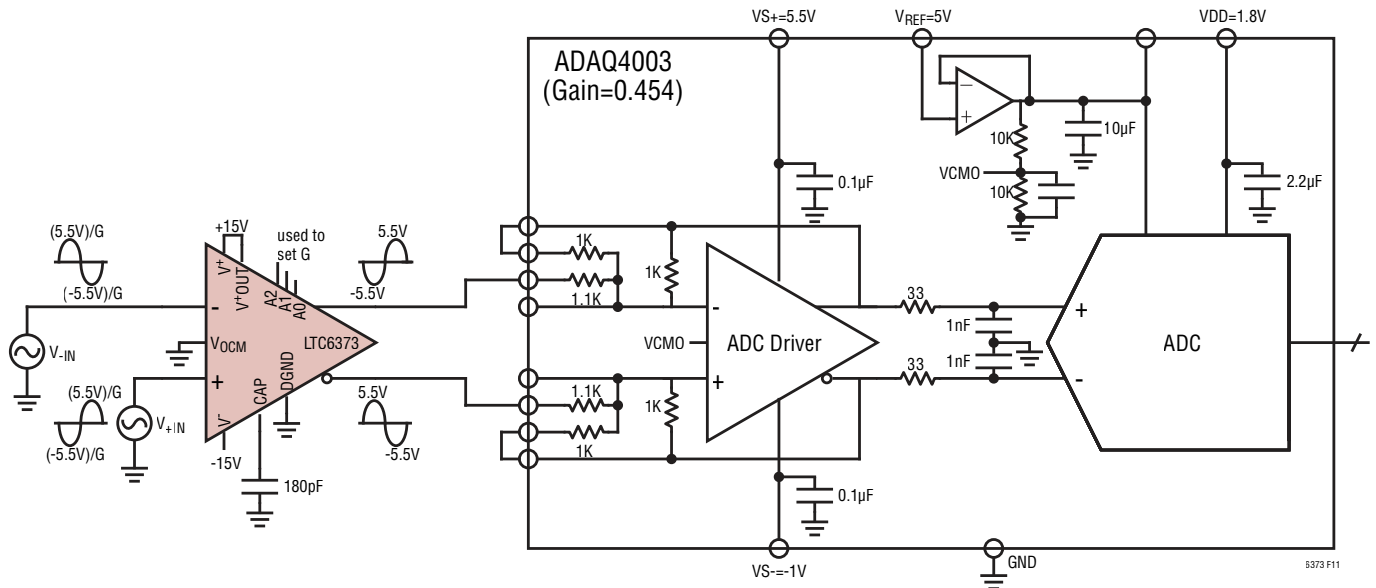 VS+=5.5V
VREF=5V
VDD=1.8V
ADAQ4003
(Gain=0.454)
10K
10µF
VCMO
10K
0.1µF
2.2µF
(5.5V)/G
(-5.5V)/G
+15V
V+
V+OUT
used to
set G
A2
A1
A0
5.5V
-5.5V
1K
1.1K
1K
-
VOCM
LTC6373
+
CAP
DGND
V-
-15V
180pF
V-IN
(5.5V)/G
(-5.5V)/G
V+IN
5.5V
-5.5V
-
VCMO
ADC Driver
+
1.1K
1K
1K
33
1nF
1nF
33
+
ADC
-
0.1µF
VS-=-1V
GND
6373 F11